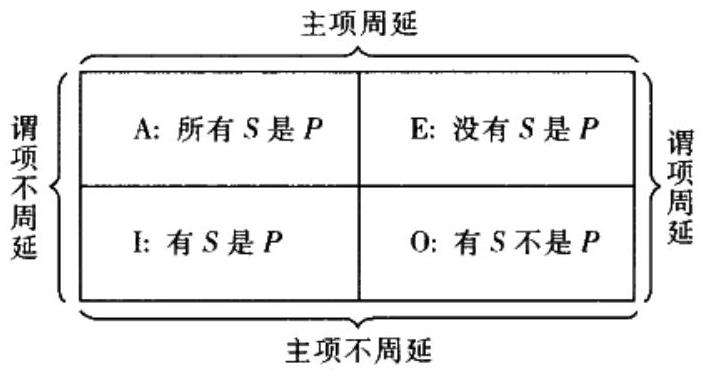 主项周延
谓项不周延
A: 所有 S 是 P
E: 没有 S 是 P
谓项周延
I: 有 S 是 P
O: 有 S 不是 P
主项不周延